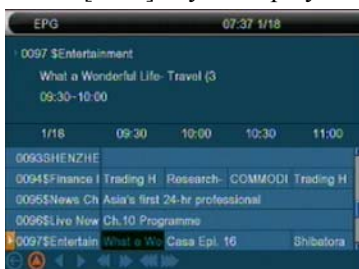 EPG 07:37 1/18
0097 $Entertainment
What a Wonderful Life- Travel (3
09:30~10:00
1/18 09:30 10:00 10:30 11:00
0093SHENZHE
0094$Finance I Trading H Research- COMMODI Trading H
0095$News Ch Asia's first 24-hr professional
0096$Live Now Ch.10 Programme
0097$Entertain What a Wo Casa Epi. 16 Shibatora